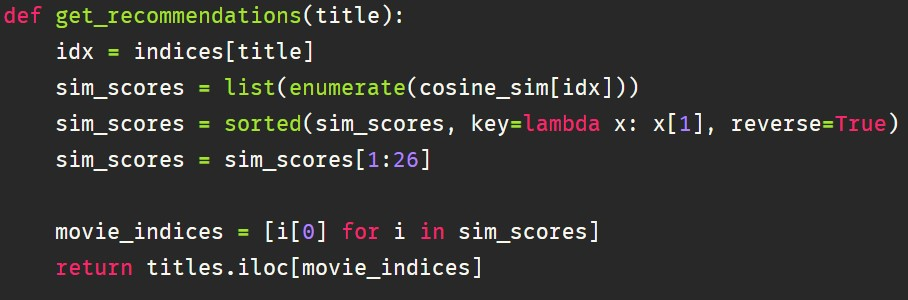 def get_recommendations(title):
    idx = indices[title]
    sim_scores = list(enumerate(cosine_sim[idx]))
    sim_scores = sorted(sim_scores, key=lambda x: x[1], reverse=True)
    sim_scores = sim_scores[1:26]

    movie_indices = [i[0] for i in sim_scores]
    return titles.iloc[movie_indices]